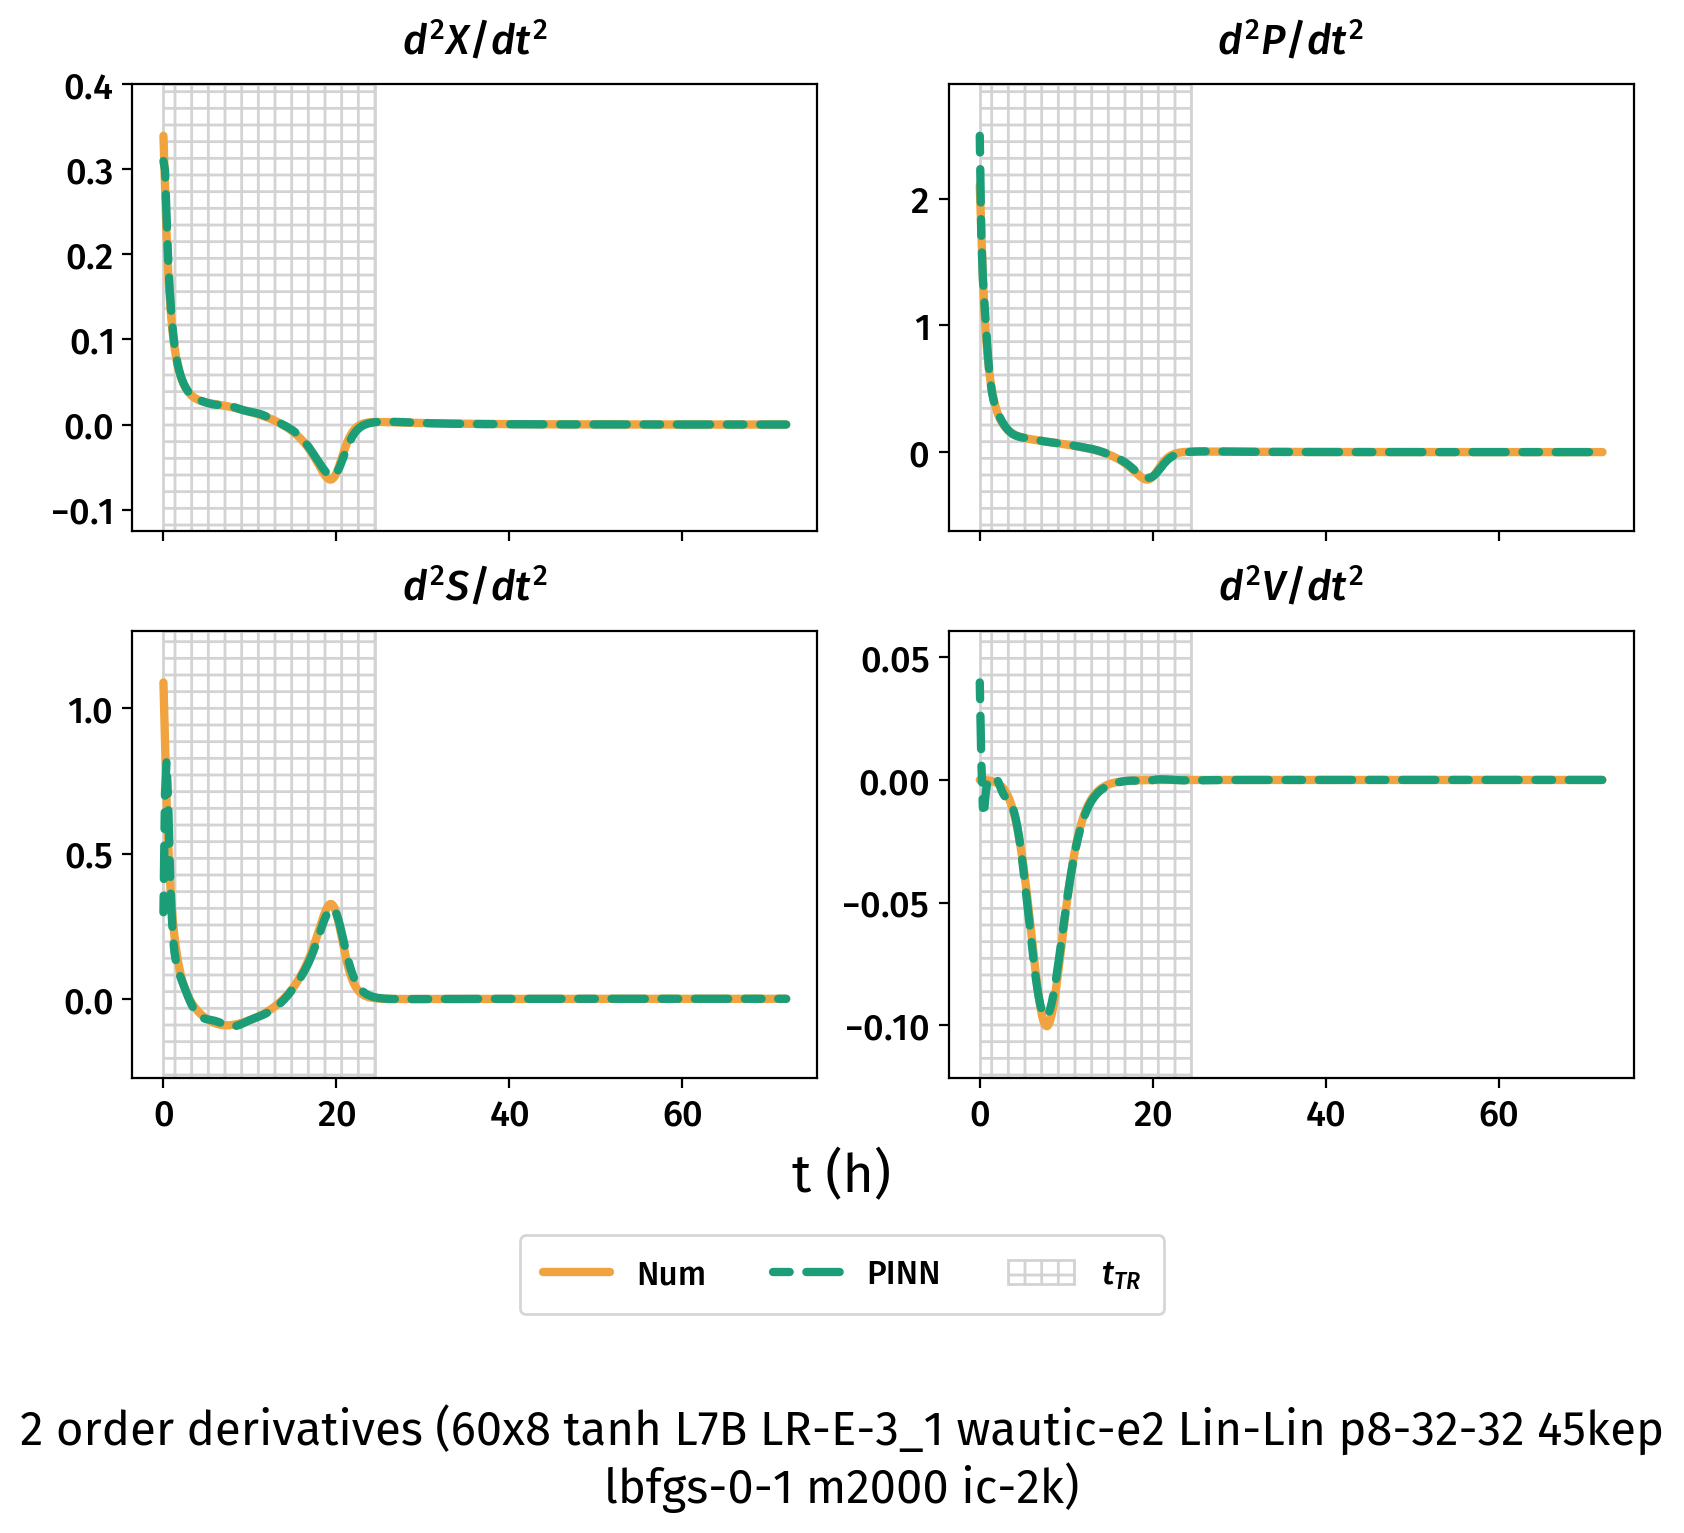 d²X/dt²
d²P/dt²
0.4
0.3
0.2
0.1
0.0
−0.1
2
1
0
d²S/dt²
d²V/dt²
1.0
0.5
0.0
0.05
0.00
−0.05
−0.10
0 20 40 60
0 20 40 60
t (h)
Num PINN t_TR
2 order derivatives (60x8 tanh L7B LR-E-3_1 wautic-e2 Lin-Lin p8-32-32 45kep
lbfgs-0-1 m2000 ic-2k)